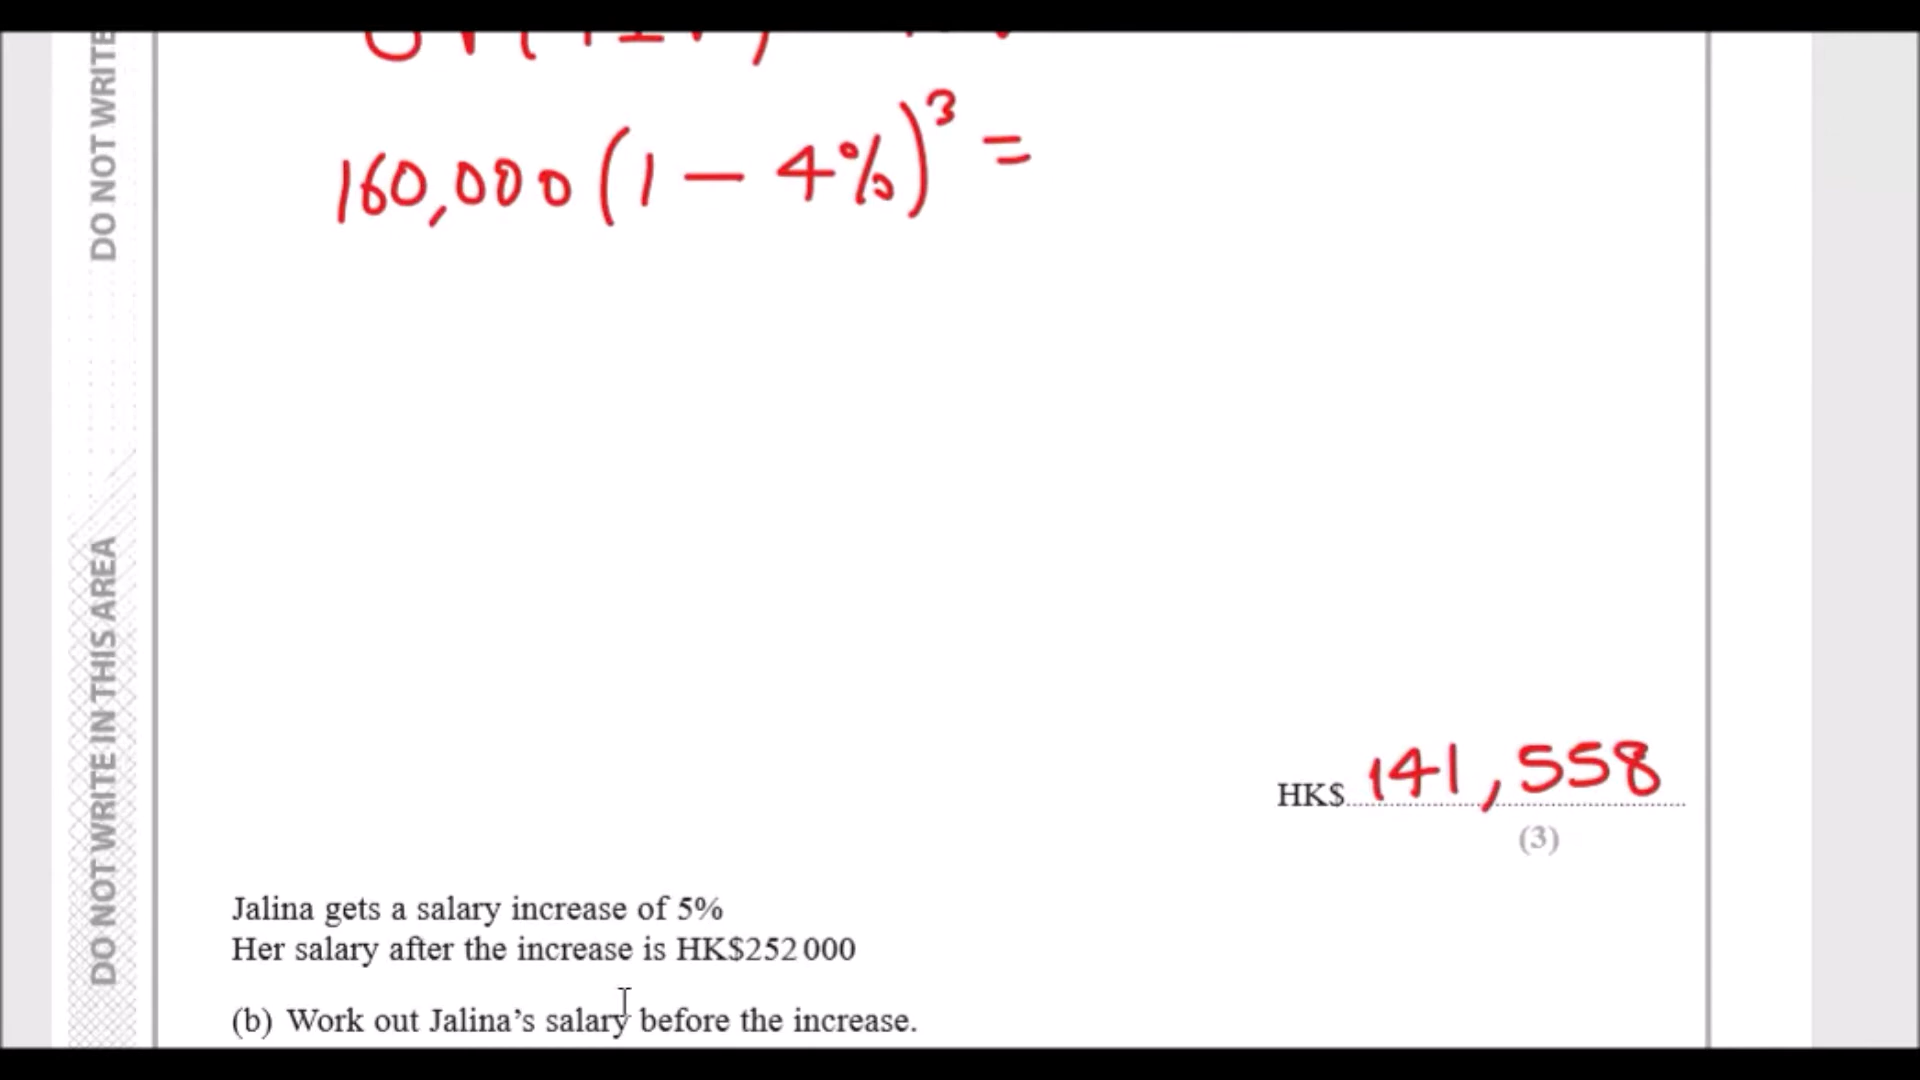 160,000 (1 - 4%)³ =
HK$ 141,558
(3)
Jalina gets a salary increase of 5%
Her salary after the increase is HK$252 000
(b) Work out Jalina's salary before the increase.
DO NOT WRITE
DO NOT WRITE IN THIS AREA